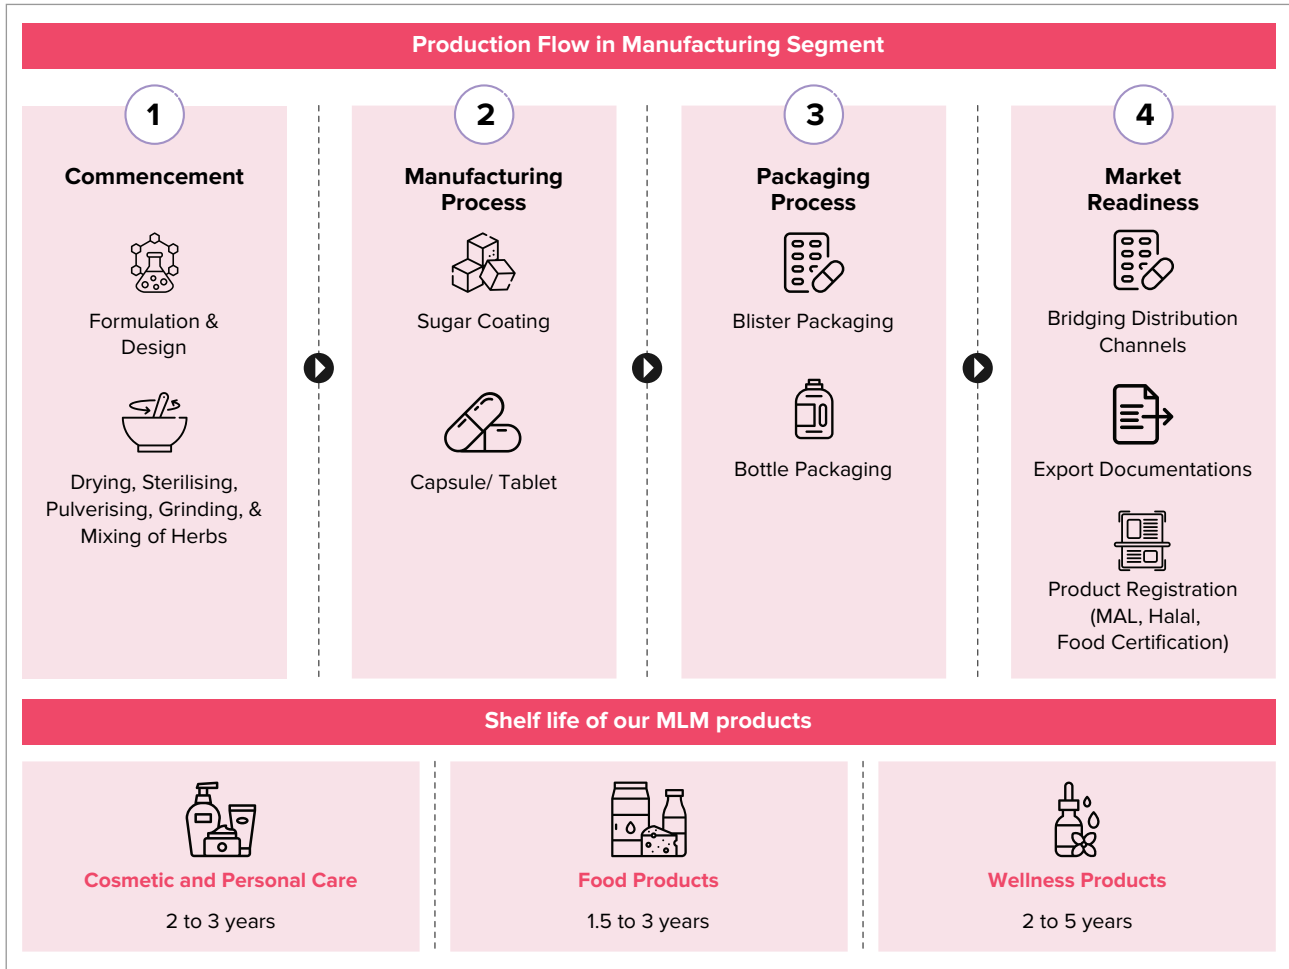 Production Flow in Manufacturing Segment
1
Commencement
Formulation &
Design
Drying, Sterilising,
Pulverising, Grinding, &
Mixing of Herbs
2
Manufacturing
Process
Sugar Coating
Capsule/ Tablet
3
Packaging
Process
Blister Packaging
Bottle Packaging
4
Market
Readiness
Bridging Distribution
Channels
Export Documentations
Product Registration
(MAL, Halal,
Food Certification)
Shelf life of our MLM products
Cosmetic and Personal Care
2 to 3 years
Food Products
1.5 to 3 years
Wellness Products
2 to 5 years